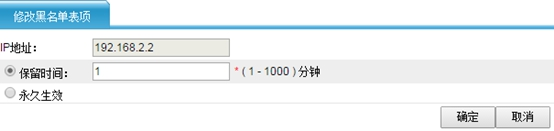 修改黑名单表项
IP地址： 192.168.2.2
保留时间： 1 * ( 1 - 1000 ) 分钟
永久生效
确定 取消